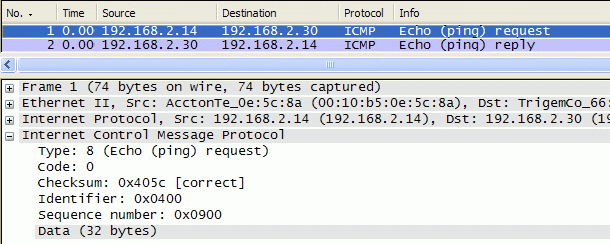 No. Time Source Destination Protocol Info
1 0.00 192.168.2.14 192.168.2.30 ICMP Echo (ping) request
2 0.00 192.168.2.30 192.168.2.14 ICMP Echo (ping) reply
Frame 1 (74 bytes on wire, 74 bytes captured)
Ethernet II, Src: AcctonTe_0e:5c:8a (00:10:b5:0e:5c:8a), Dst: TrigemCo_66:
Internet Protocol, Src: 192.168.2.14 (192.168.2.14), Dst: 192.168.2.30 (19
Internet Control Message Protocol
Type: 8 (Echo (ping) request)
Code: 0
Checksum: 0x405c [correct]
Identifier: 0x0400
Sequence number: 0x0900
Data (32 bytes)